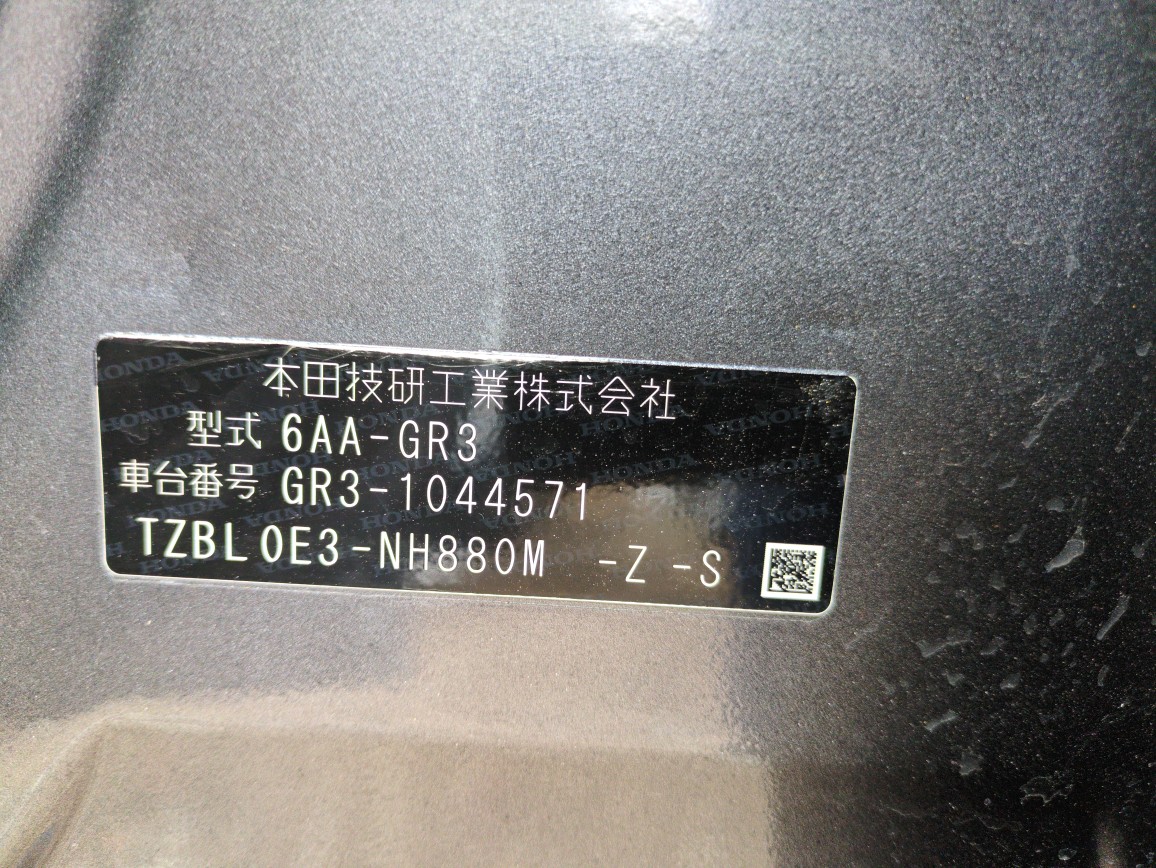 本田技研工業株式会社
型式 6AA-GR3
車台番号 GR3-1044571
TZBL0E3-NH880M -Z -S